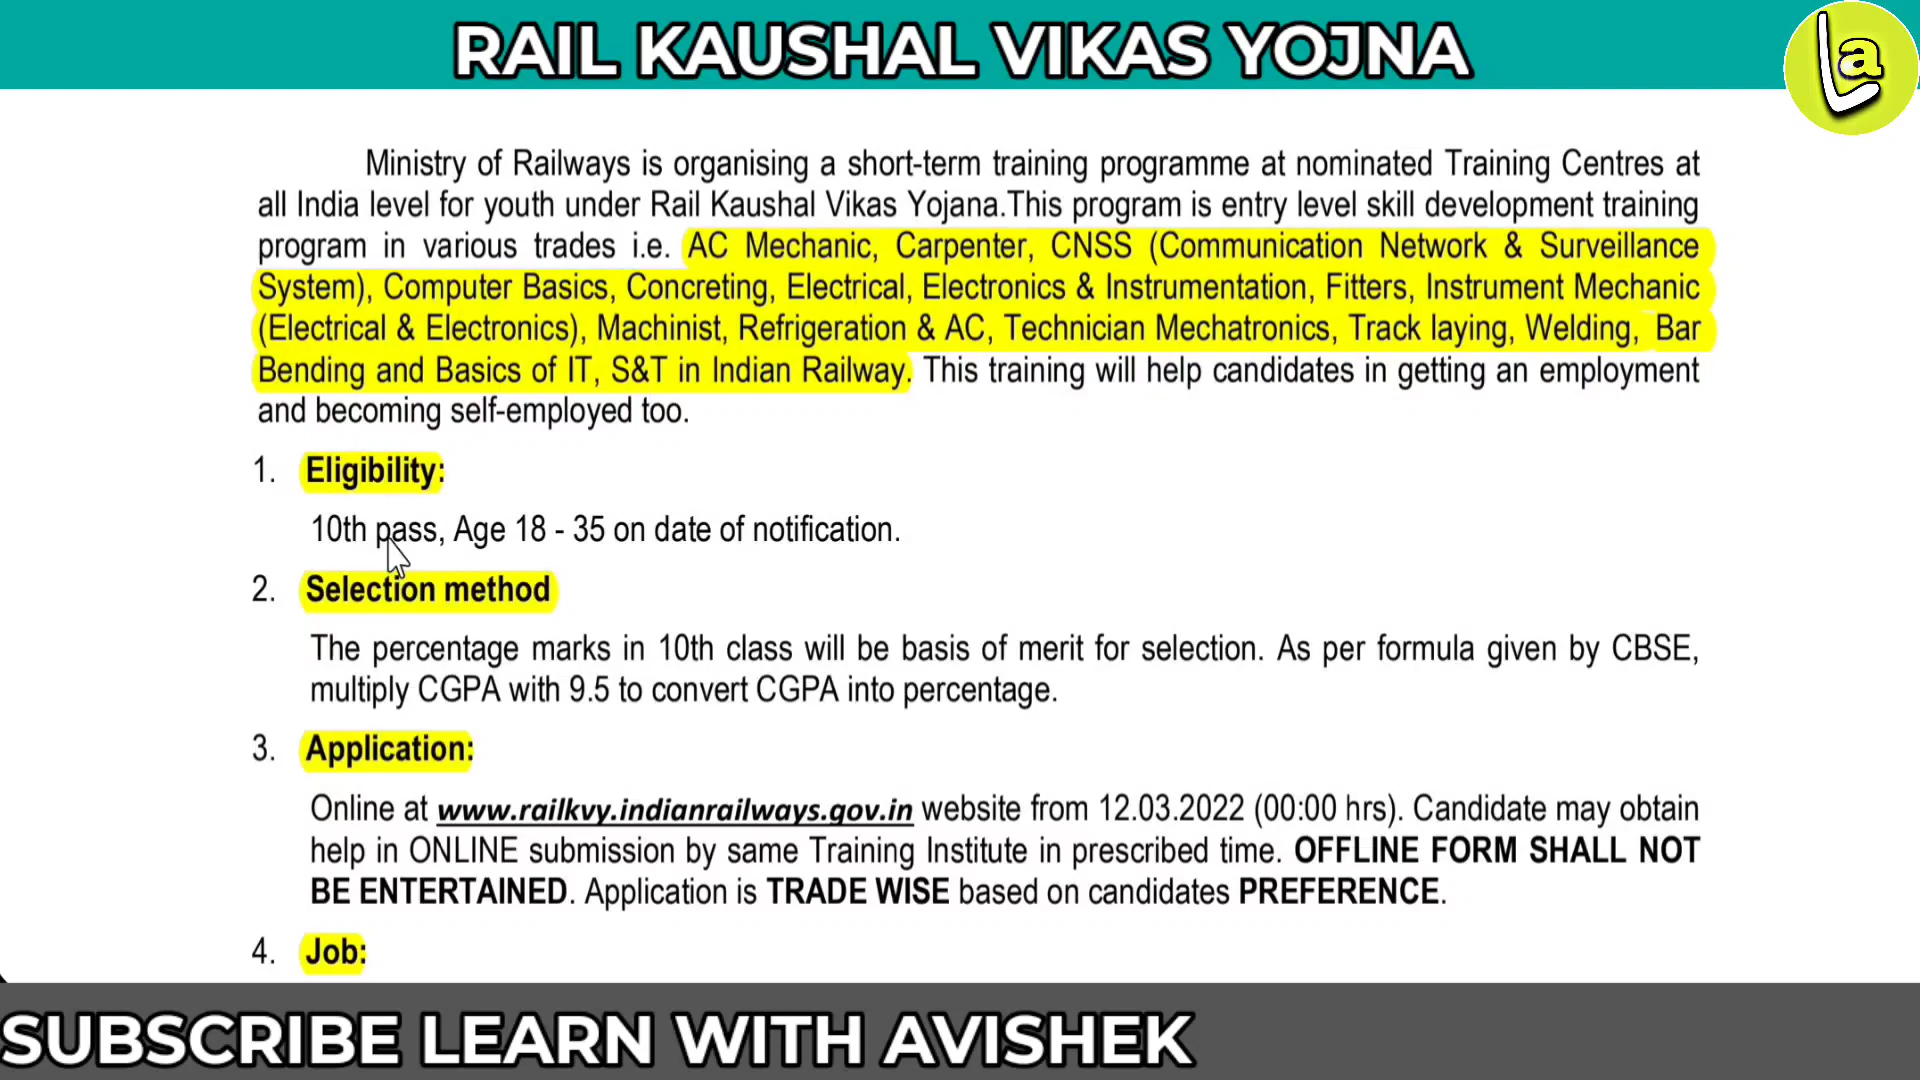 RAIL KAUSHAL VIKAS YOJNA
La
Ministry of Railways is organising a short-term training programme at nominated Training Centres at
all India level for youth under Rail Kaushal Vikas Yojana.This program is entry level skill development training
program in various trades i.e. AC Mechanic, Carpenter, CNSS (Communication Network & Surveillance
System), Computer Basics, Concreting, Electrical, Electronics & Instrumentation, Fitters, Instrument Mechanic
(Electrical & Electronics), Machinist, Refrigeration & AC, Technician Mechatronics, Track laying, Welding, Bar
Bending and Basics of IT, S&T in Indian Railway. This training will help candidates in getting an employment
and becoming self-employed too.
1. Eligibility:
10th pass, Age 18 - 35 on date of notification.
2. Selection method
The percentage marks in 10th class will be basis of merit for selection. As per formula given by CBSE,
multiply CGPA with 9.5 to convert CGPA into percentage.
3. Application:
Online at www.railkvy.indianrailways.gov.in website from 12.03.2022 (00:00 hrs). Candidate may obtain
help in ONLINE submission by same Training Institute in prescribed time. OFFLINE FORM SHALL NOT
BE ENTERTAINED. Application is TRADE WISE based on candidates PREFERENCE.
4. Job:
SUBSCRIBE LEARN WITH AVISHEK